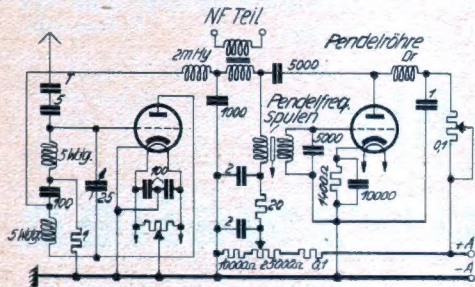 NF Teil
Pendelröhre
2mHy
5000
Dr
T
5
1000
1
Pendelfreq.
spulen
5000
0,1
5 Wdg.
100
2
100
25
20
1400Ω
10000
5 Wdg.
1
2
10000Ω
25000Ω
0,1
+A
-A